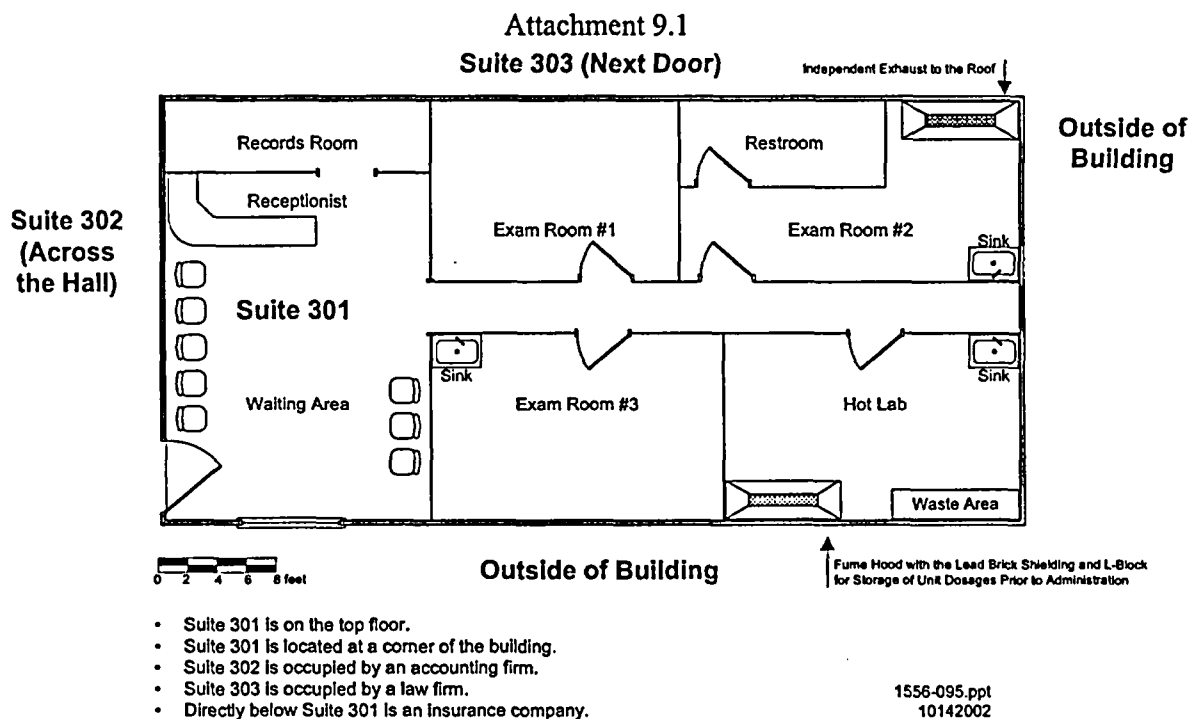 Attachment 9.1
Suite 303 (Next Door)
Independent Exhaust to the Roof
Outside of
Building
Records Room
Restroom
Receptionist
Suite 302
(Across
the Hall)
Exam Room #1
Exam Room #2
Sink
Suite 301
Sink
Sink
Waiting Area
Exam Room #3
Hot Lab
Waste Area
0 2 4 6 8 feet
Outside of Building
Fume Hood with the Lead Brick Shielding and L-Block
for Storage of Unit Dosages Prior to Administration
• Suite 301 is on the top floor.
• Suite 301 is located at a corner of the building.
• Suite 302 is occupied by an accounting firm.
• Suite 303 is occupied by a law firm.
• Directly below Suite 301 is an insurance company.
1556-095.ppt
10142002